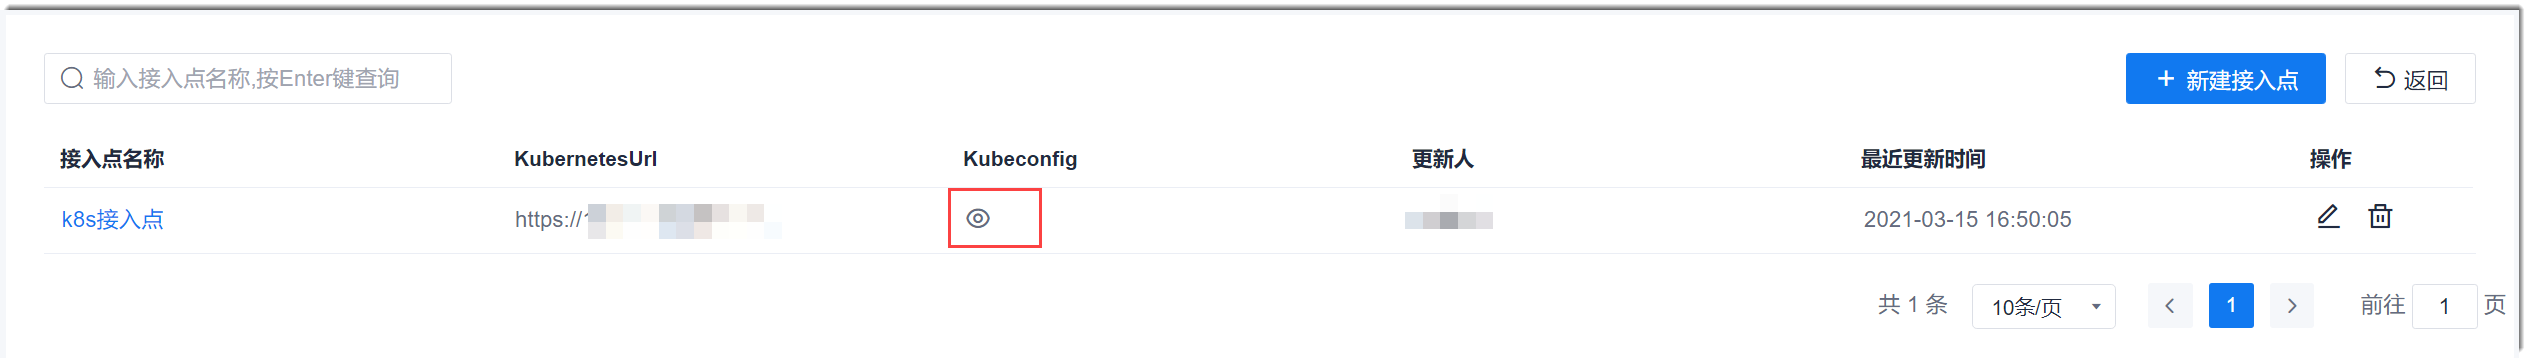 输入接入点名称,按Enter键查询
+ 新建接入点
返回
接入点名称 KubernetesUrl Kubeconfig 更新人 最近更新时间 操作
k8s接入点 https:// 2021-03-15 16:50:05
共 1 条 10条/页 < 1 > 前往 1 页